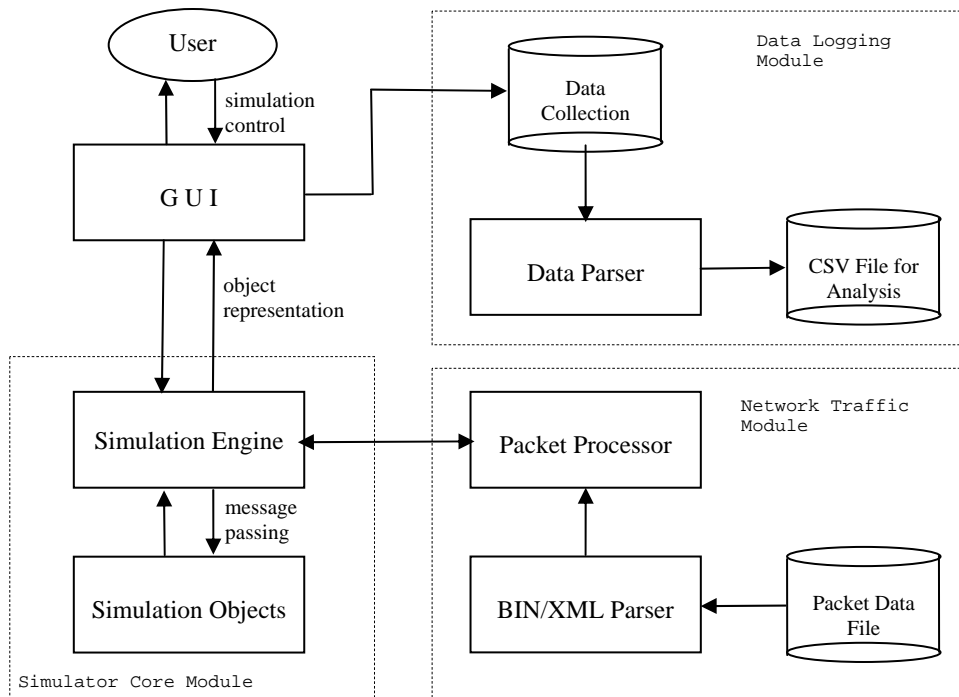 User
simulation
control
G U I
object
representation
Data Logging
Module
Data
Collection
Data Parser
CSV File for
Analysis
Simulation Engine
message
passing
Simulation Objects
Simulator Core Module
Network Traffic
Module
Packet Processor
BIN/XML Parser
Packet Data
File